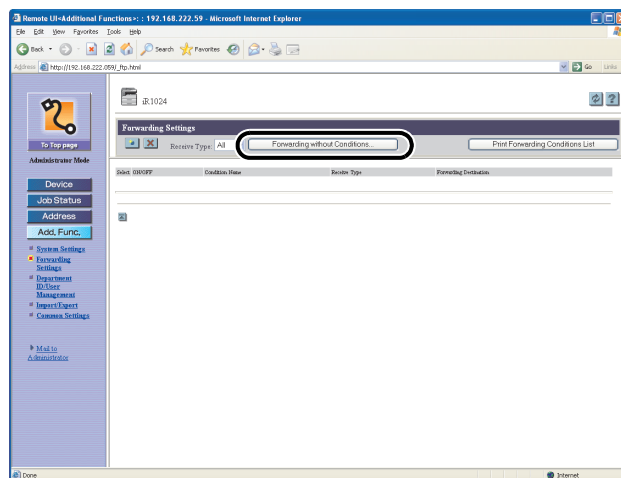 Remote UI<Additional Functions>: : 192.168.222.59 - Microsoft Internet Explorer
File Edit View Favorites Tools Help
Back Search Favorites
Address http://192.168.222.059/_ftp.html Go Links
iR1024
To Top page
Administrator Mode
Device
Job Status
Address
Add. Func.
System Settings
Forwarding
Settings
Department
ID/User
Management
Import/Export
Common Settings
Mail to
Administrator
Forwarding Settings
Receive Type: All Forwarding without Conditions... Print Forwarding Conditions List
Select ON/OFF Condition Name Receive Type Forwarding Destination
Done Internet